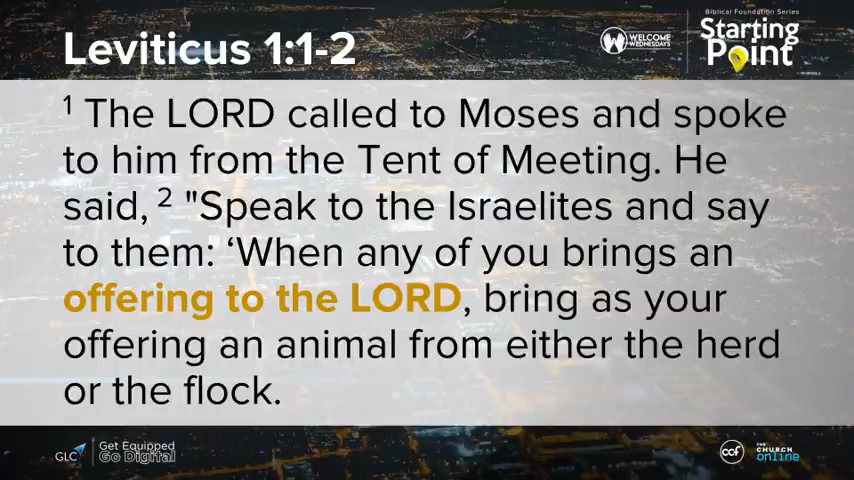 Leviticus 1:1-2
WELCOME
WEDNESDAYS
Biblical Foundation Series
Starting
Point
¹ The LORD called to Moses and spoke
to him from the Tent of Meeting. He
said, ² "Speak to the Israelites and say
to them: ‘When any of you brings an
offering to the LORD, bring as your
offering an animal from either the herd
or the flock.
GLC
Get Equipped
Go Digital
ccf
THE
CHURCH
online